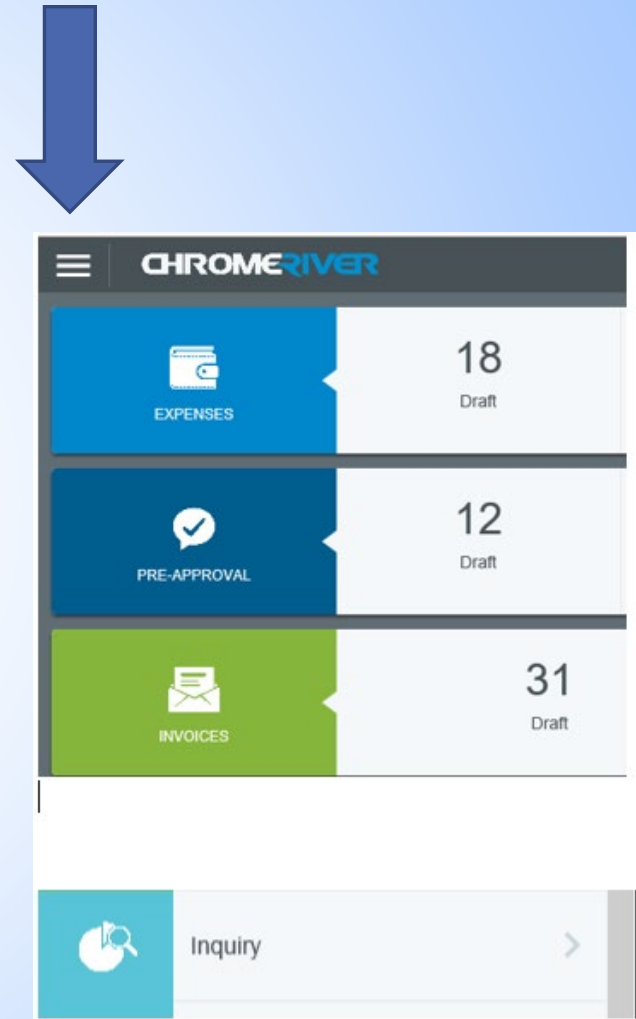 CHROMERIVER
EXPENSES
18
Draft
PRE-APPROVAL
12
Draft
INVOICES
31
Draft
Inquiry